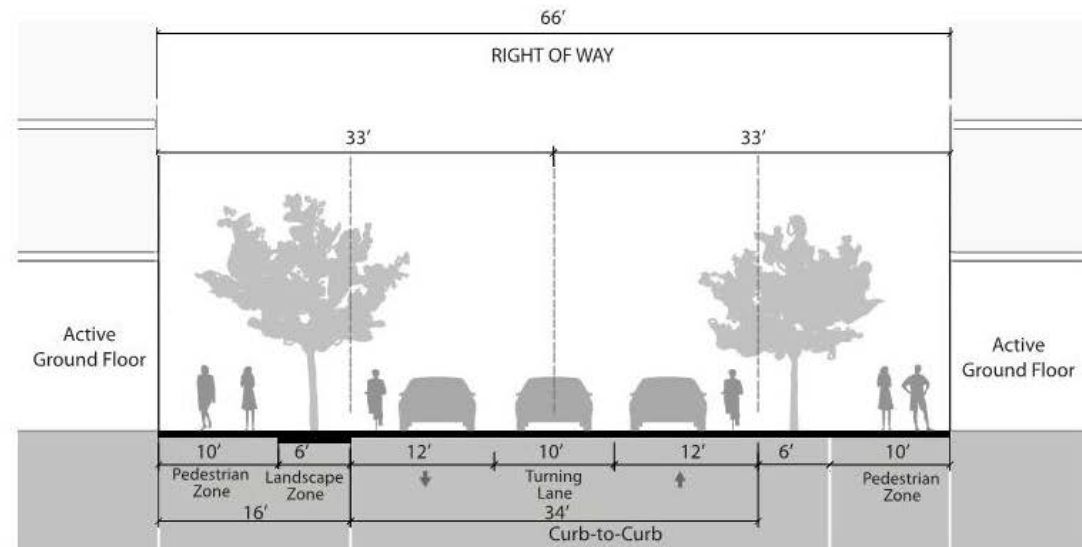 66’
RIGHT OF WAY
33’
33’
Active
Ground Floor
Active
Ground Floor
10’
6’
12’
10’
12’
6’
10’
Pedestrian
Zone
Landscape
Zone
Turning
Lane
Pedestrian
Zone
16’
34’
Curb-to-Curb